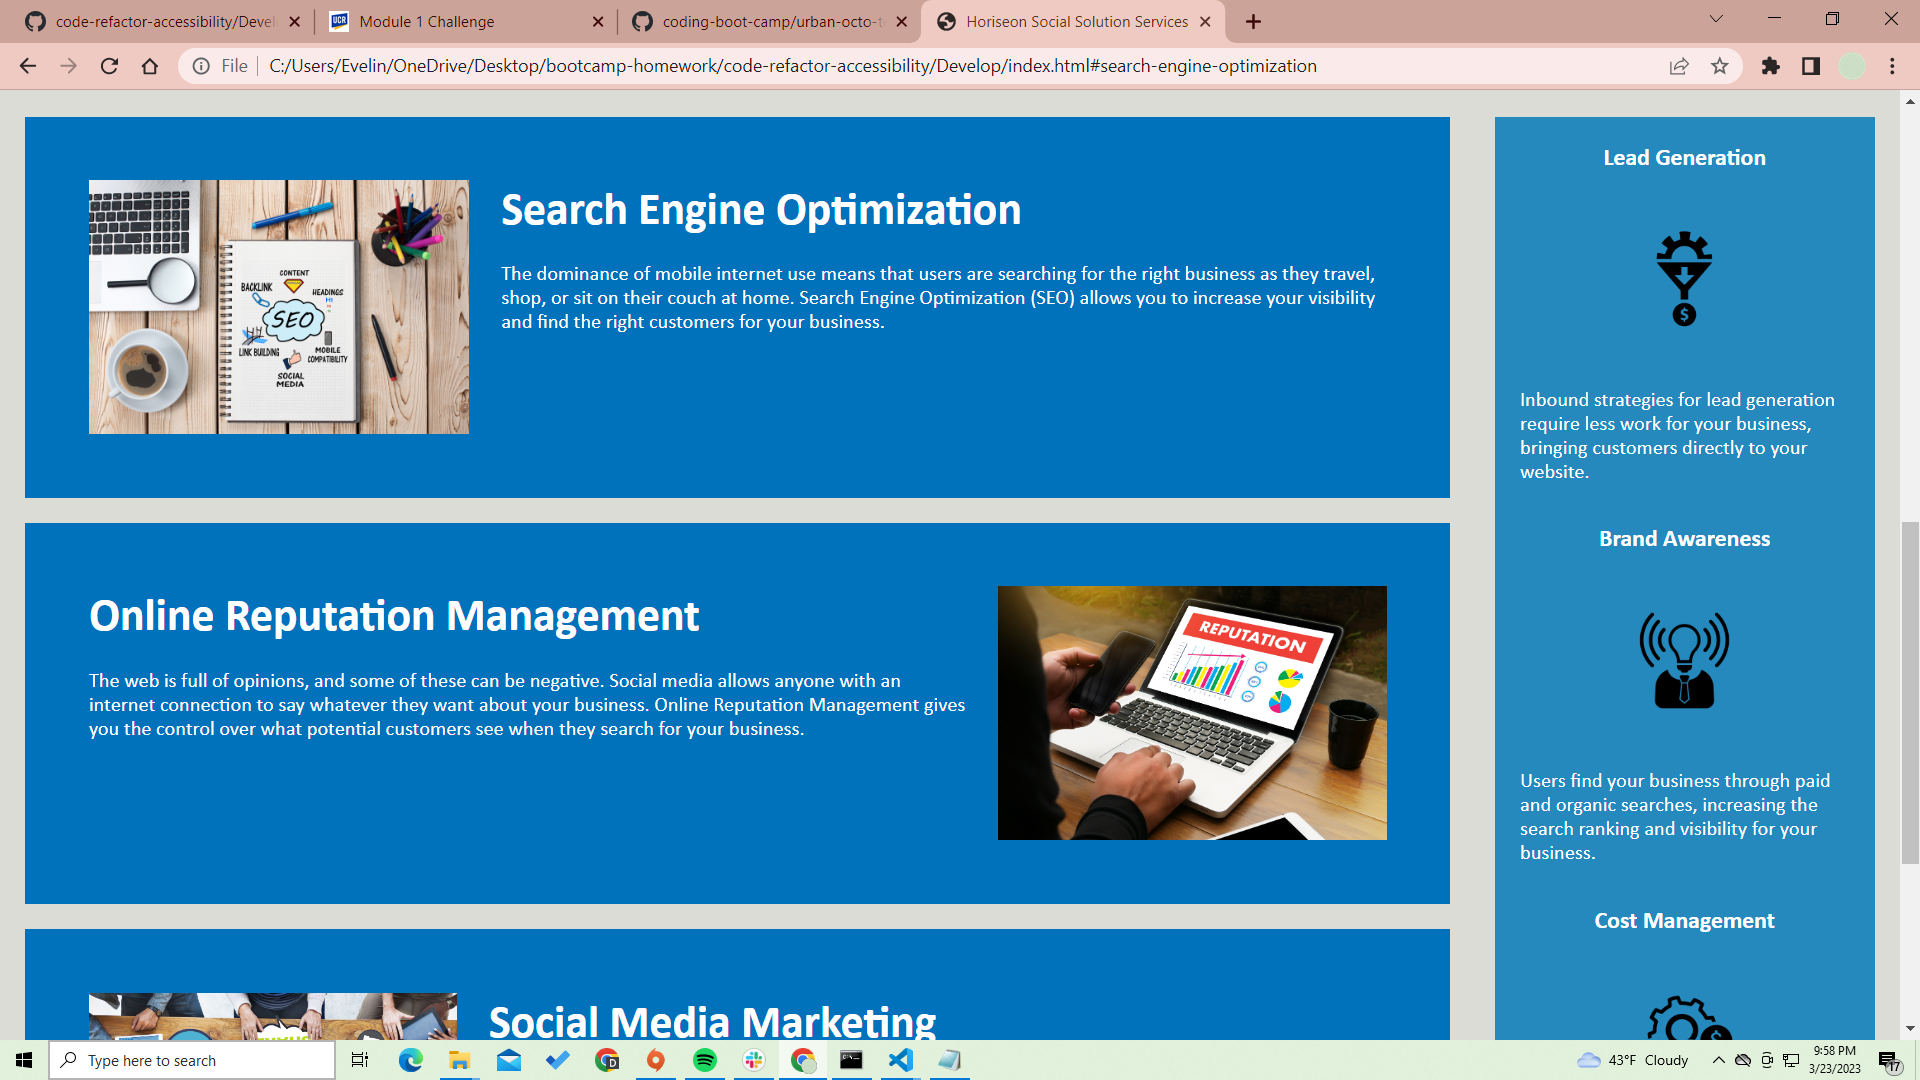 code-refactor-accessibility/Devel
Module 1 Challenge
coding-boot-camp/urban-octo-t
Horiseon Social Solution Services
File
C:/Users/Evelin/OneDrive/Desktop/bootcamp-homework/code-refactor-accessibility/Develop/index.html#search-engine-optimization
CONTENT
BACKLINK
HEADINGS
H1
SEO
LINK BUILDING
MOBILE
COMPATIBILITY
SOCIAL
MEDIA
Search Engine Optimization
The dominance of mobile internet use means that users are searching for the right business as they travel,
shop, or sit on their couch at home. Search Engine Optimization (SEO) allows you to increase your visibility
and find the right customers for your business.
Online Reputation Management
The web is full of opinions, and some of these can be negative. Social media allows anyone with an
internet connection to say whatever they want about your business. Online Reputation Management gives
you the control over what potential customers see when they search for your business.
REPUTATION
Social Media Marketing
Lead Generation
$
Inbound strategies for lead generation
require less work for your business,
bringing customers directly to your
website.
Brand Awareness
Users find your business through paid
and organic searches, increasing the
search ranking and visibility for your
business.
Cost Management
Type here to search
43°F Cloudy
9:58 PM
3/23/2023
17